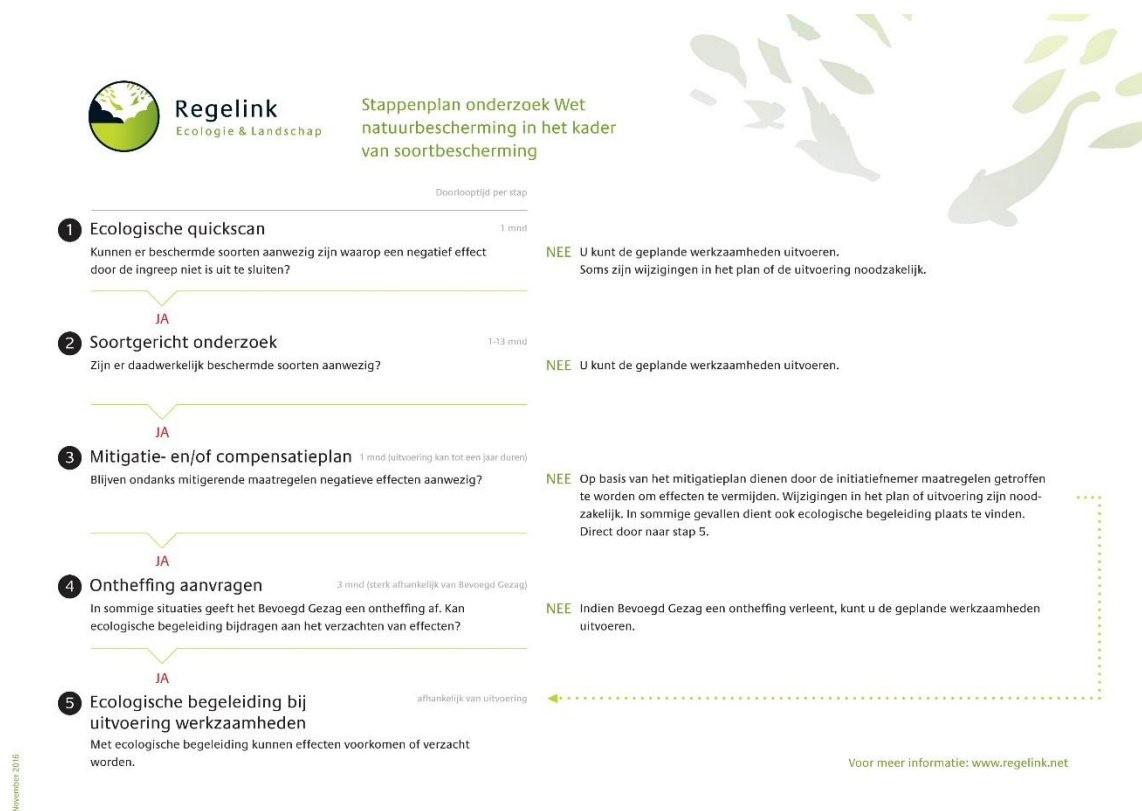 Regelink
Ecologie & Landschap
Stappenplan onderzoek Wet
natuurbescherming in het kader
van soortbescherming
Doorlooptijd per stap
1 Ecologische quickscan 1 mnd
Kunnen er beschermde soorten aanwezig zijn waarop een negatief effect
door de ingreep niet is uit te sluiten?
NEE U kunt de geplande werkzaamheden uitvoeren.
Soms zijn wijzigingen in het plan of de uitvoering noodzakelijk.
JA
2 Soortgericht onderzoek 1-13 mnd
Zijn er daadwerkelijk beschermde soorten aanwezig?
NEE U kunt de geplande werkzaamheden uitvoeren.
JA
3 Mitigatie- en/of compensatieplan 1 mnd (uitvoering kan tot een jaar duren)
Blijven ondanks mitigerende maatregelen negatieve effecten aanwezig?
NEE Op basis van het mitigatieplan dienen door de initiatiefnemer maatregelen getroffen
te worden om effecten te vermijden. Wijzigingen in het plan of uitvoering zijn nood-
zakelijk. In sommige gevallen dient ook ecologische begeleiding plaats te vinden.
Direct door naar stap 5.
JA
4 Ontheffing aanvragen 3 mnd (sterk afhankelijk van Bevoegd Gezag)
In sommige situaties geeft het Bevoegd Gezag een ontheffing af. Kan
ecologische begeleiding bijdragen aan het verzachten van effecten?
NEE Indien Bevoegd Gezag een ontheffing verleent, kunt u de geplande werkzaamheden
uitvoeren.
JA
5 Ecologische begeleiding bij afhankelijk van uitvoering
uitvoering werkzaamheden
Met ecologische begeleiding kunnen effecten voorkomen of verzacht
worden.
Voor meer informatie: www.regelink.net
November 2016